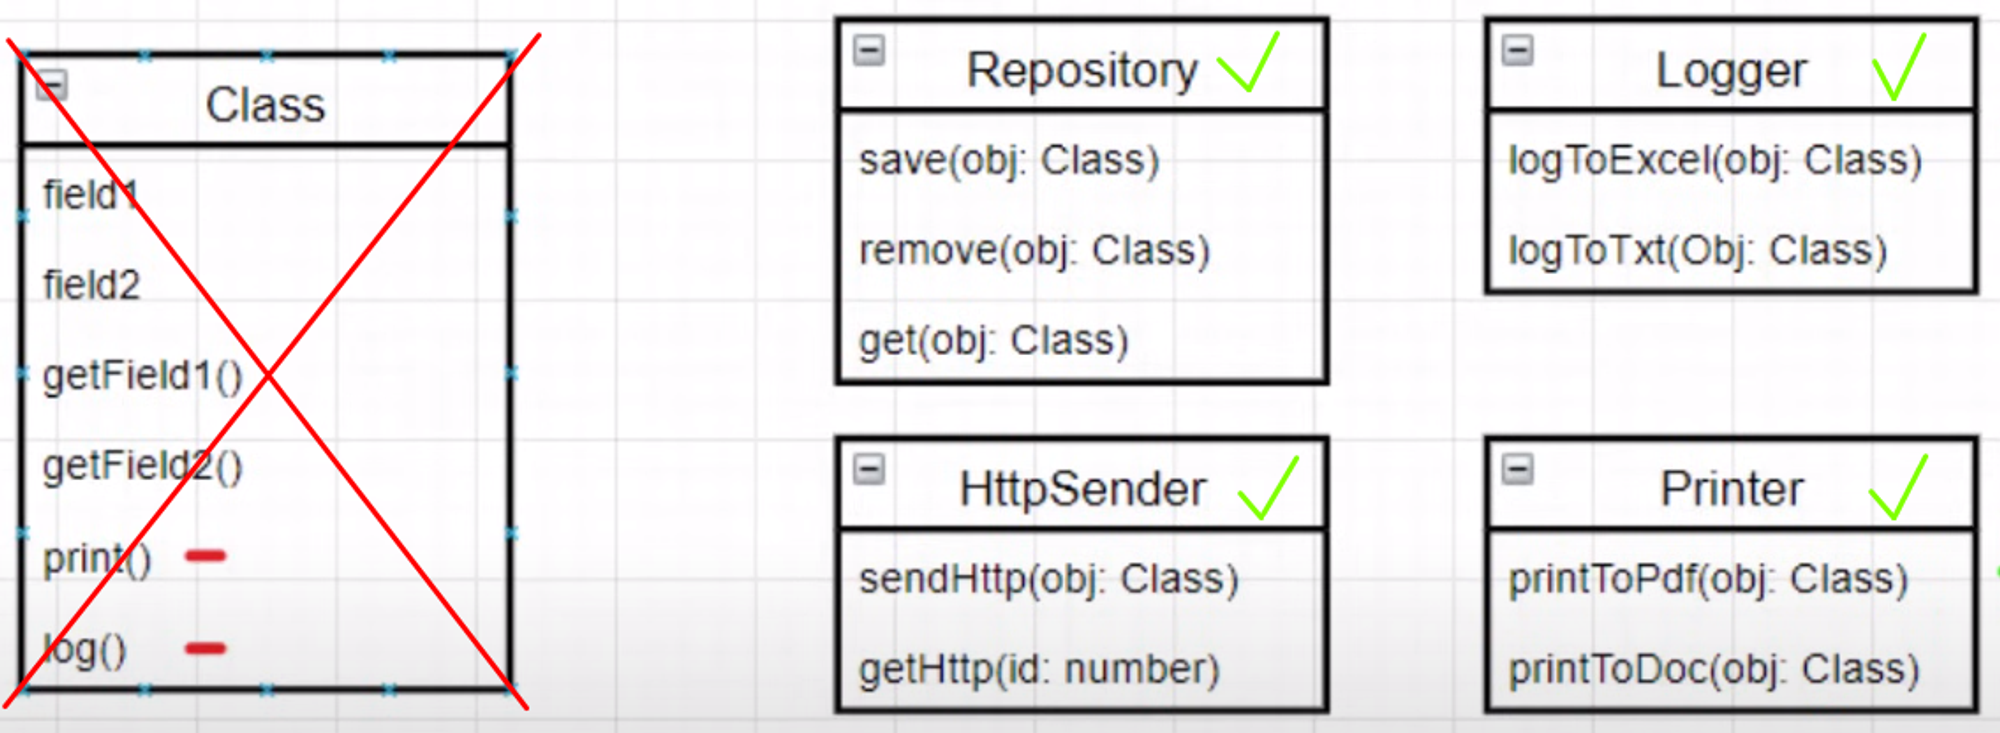 Class
field1
field2
getField1()
getField2()
print()
log()
Repository
save(obj: Class)
remove(obj: Class)
get(obj: Class)
Logger
logToExcel(obj: Class)
logToTxt(Obj: Class)
HttpSender
sendHttp(obj: Class)
getHttp(id: number)
Printer
printToPdf(obj: Class)
printToDoc(obj: Class)